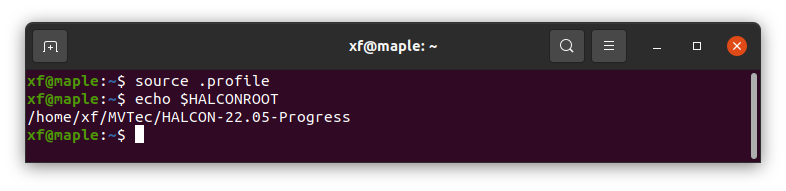 xf@maple: ~
xf@maple:~$ source .profile
xf@maple:~$ echo $HALCONROOT
/home/xf/MVTec/HALCON-22.05-Progress
xf@maple:~$